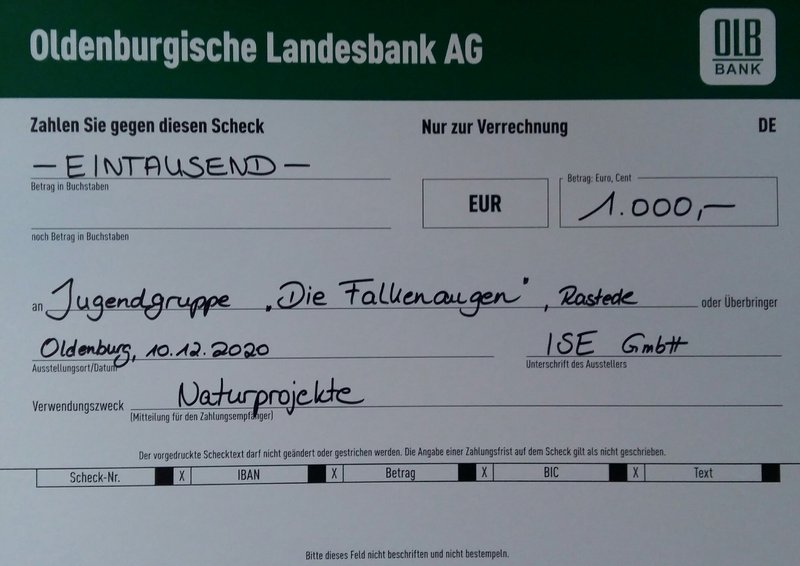 Oldenburgische Landesbank AG
OLB
BANK
Zahlen Sie gegen diesen Scheck
Nur zur Verrechnung
DE
— EINTAUSEND —
Betrag in Buchstaben
EUR
Betrag: Euro, Cent
1.000,—
noch Betrag in Buchstaben
an Jugendgruppe „Die Falkenaugen", Rastede oder Überbringer
Oldenburg, 10.12.2020
ISE GmbH
Ausstellungsort/Datum
Unterschrift des Ausstellers
Verwendungszweck Naturprojekte
(Mitteilung für den Zahlungsempfänger)
Der vorgedruckte Schecktext darf nicht geändert oder gestrichen werden. Die Angabe einer Zahlungsfrist auf dem Scheck gilt als nicht geschrieben.
Scheck-Nr. X IBAN X Betrag X BIC X Text
Bitte dieses Feld nicht beschriften und nicht bestempeln.